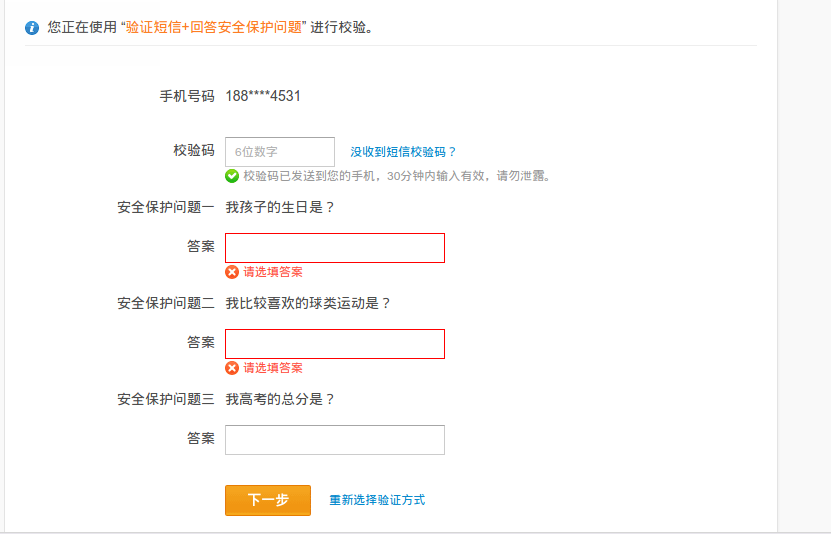 您正在使用 “验证短信+回答安全保护问题” 进行校验。
手机号码 188****4531
校验码 6位数字 没收到短信校验码？
校验码已发送到您的手机，30分钟内输入有效，请勿泄露。
安全保护问题一 我孩子的生日是？
答案
请选填答案
安全保护问题二 我比较喜欢的球类运动是？
答案
请选填答案
安全保护问题三 我高考的总分是？
答案
下一步 重新选择验证方式